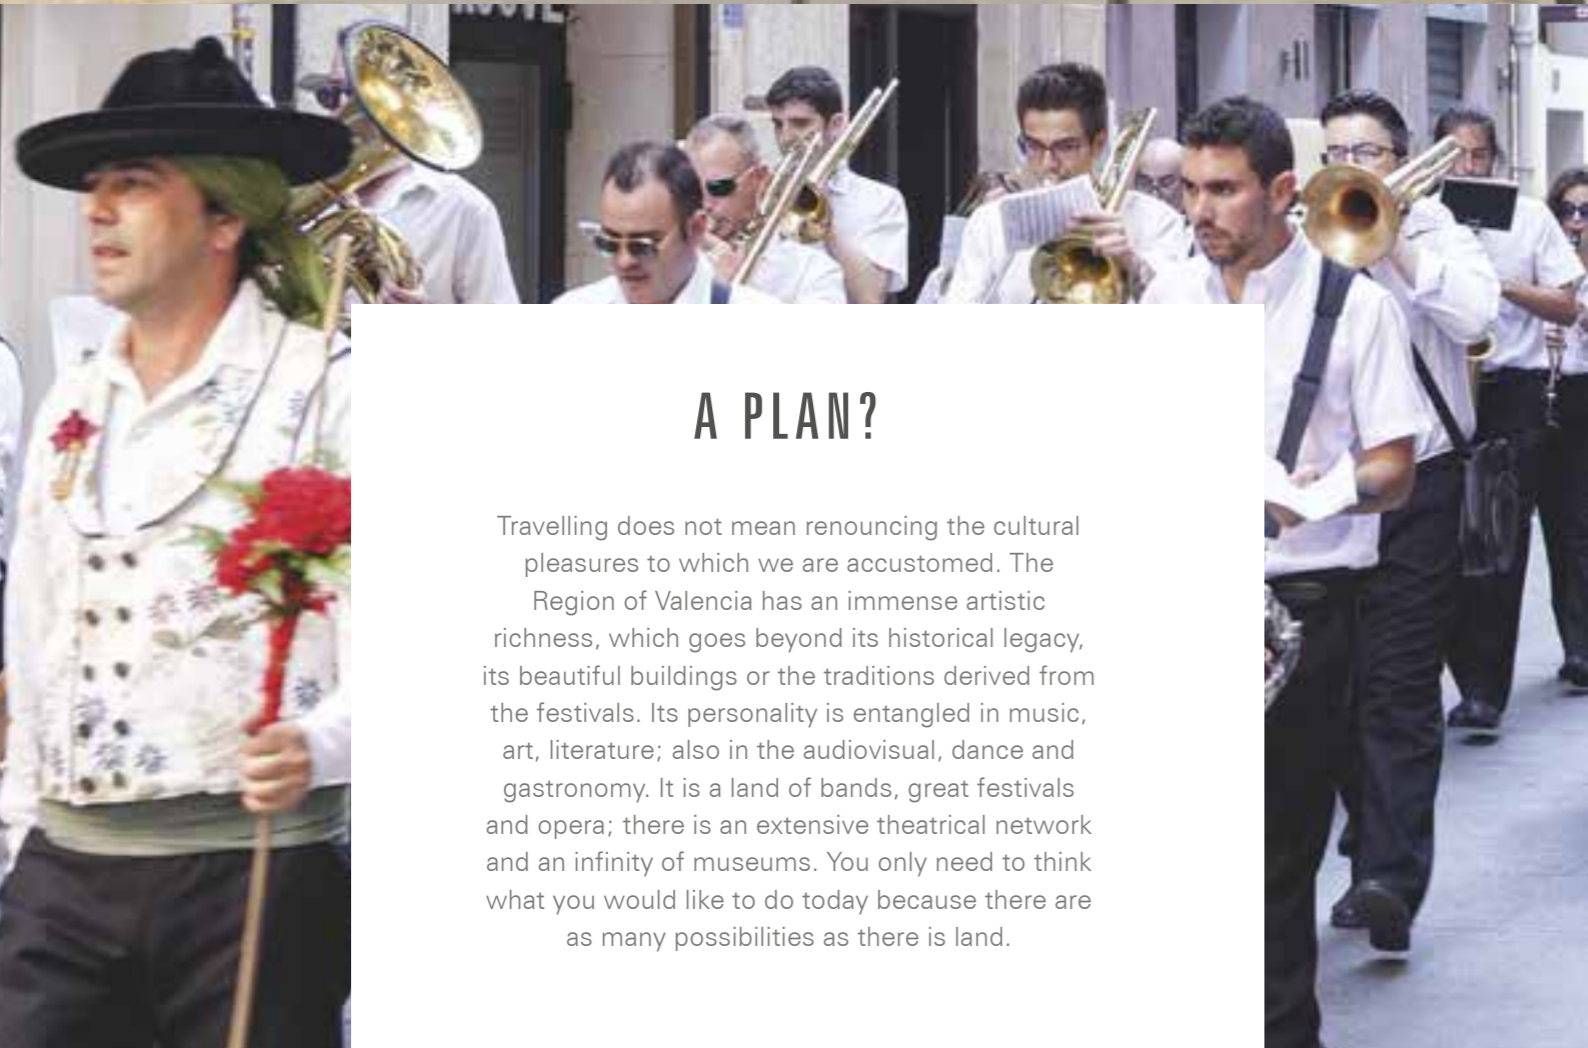 A PLAN?
Travelling does not mean renouncing the cultural
pleasures to which we are accustomed. The
Region of Valencia has an immense artistic
richness, which goes beyond its historical legacy,
its beautiful buildings or the traditions derived from
the festivals. Its personality is entangled in music,
art, literature; also in the audiovisual, dance and
gastronomy. It is a land of bands, great festivals
and opera; there is an extensive theatrical network
and an infinity of museums. You only need to think
what you would like to do today because there are
as many possibilities as there is land.